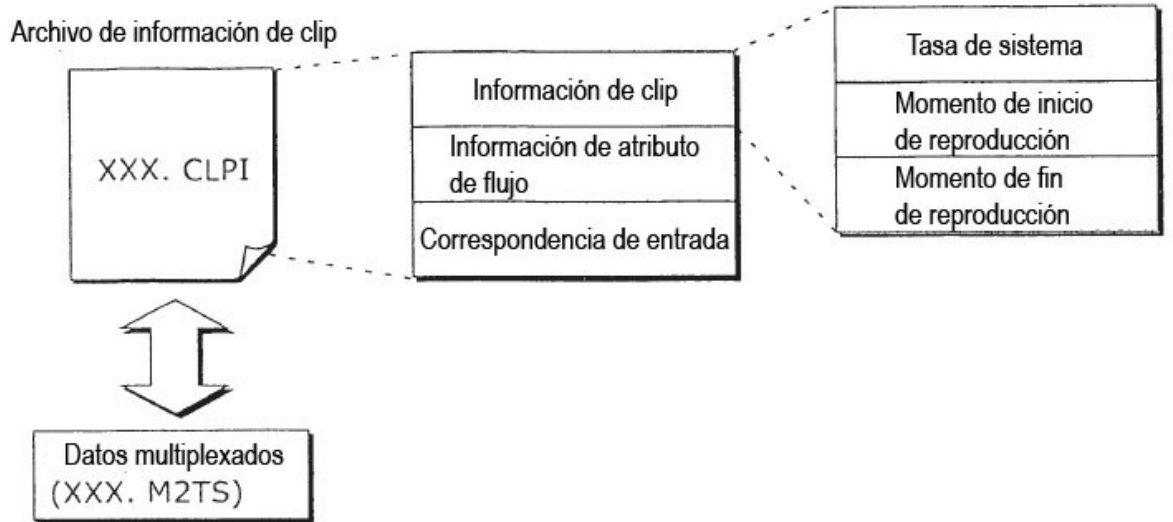 Archivo de información de clip
XXX. CLPI
Datos multiplexados
(XXX. M2TS)
Información de clip
Información de atributo
de flujo
Correspondencia de entrada
Tasa de sistema
Momento de inicio
de reproducción
Momento de fin
de reproducción